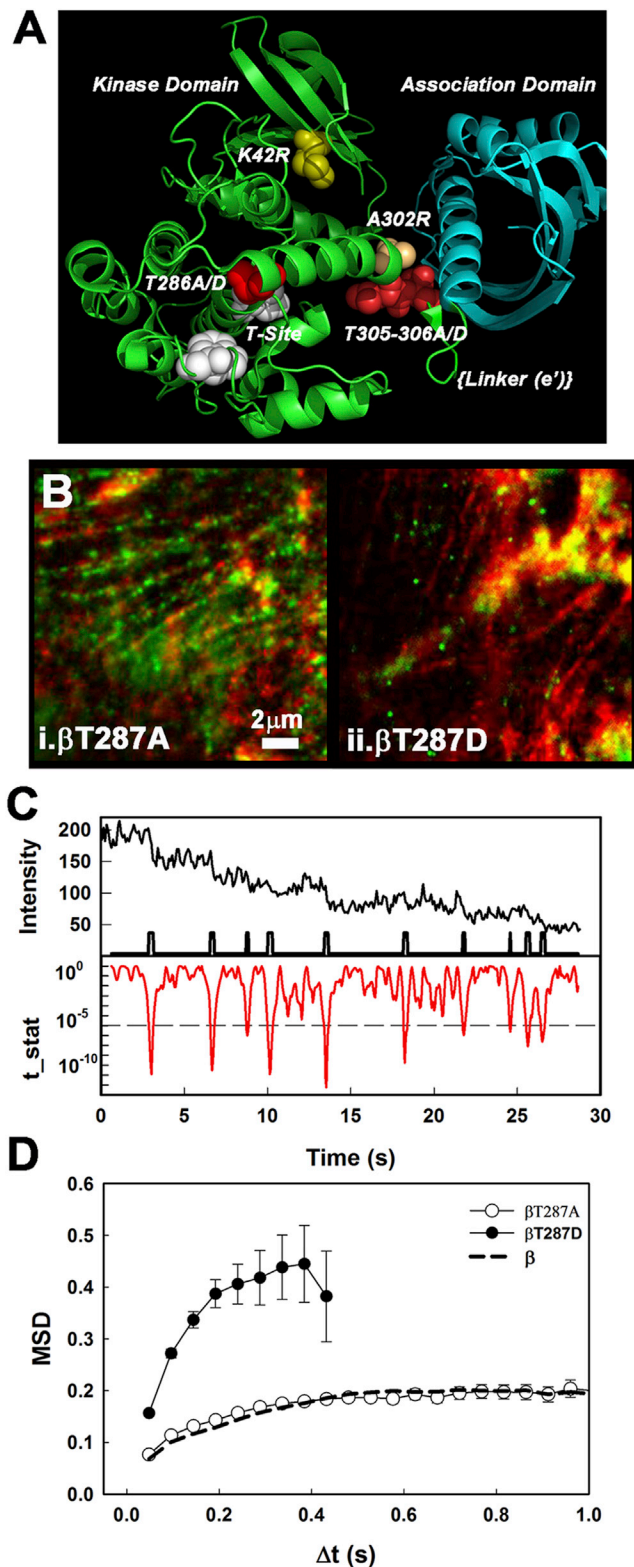 A
Kinase Domain
Association Domain
K42R
A302R
T286A/D
T-Site
T305-306A/D
{Linker (e')}
B
i.βT287A
2μm
ii.βT287D
C
Intensity
200
150
100
50
t_stat
10⁰
10⁻⁵
10⁻¹⁰
0 5 10 15 20 25 30
Time (s)
D
MSD
0.6
0.5
0.4
0.3
0.2
0.1
0.0
βT287A
βT287D
β
0.0 0.2 0.4 0.6 0.8 1.0
Δt (s)